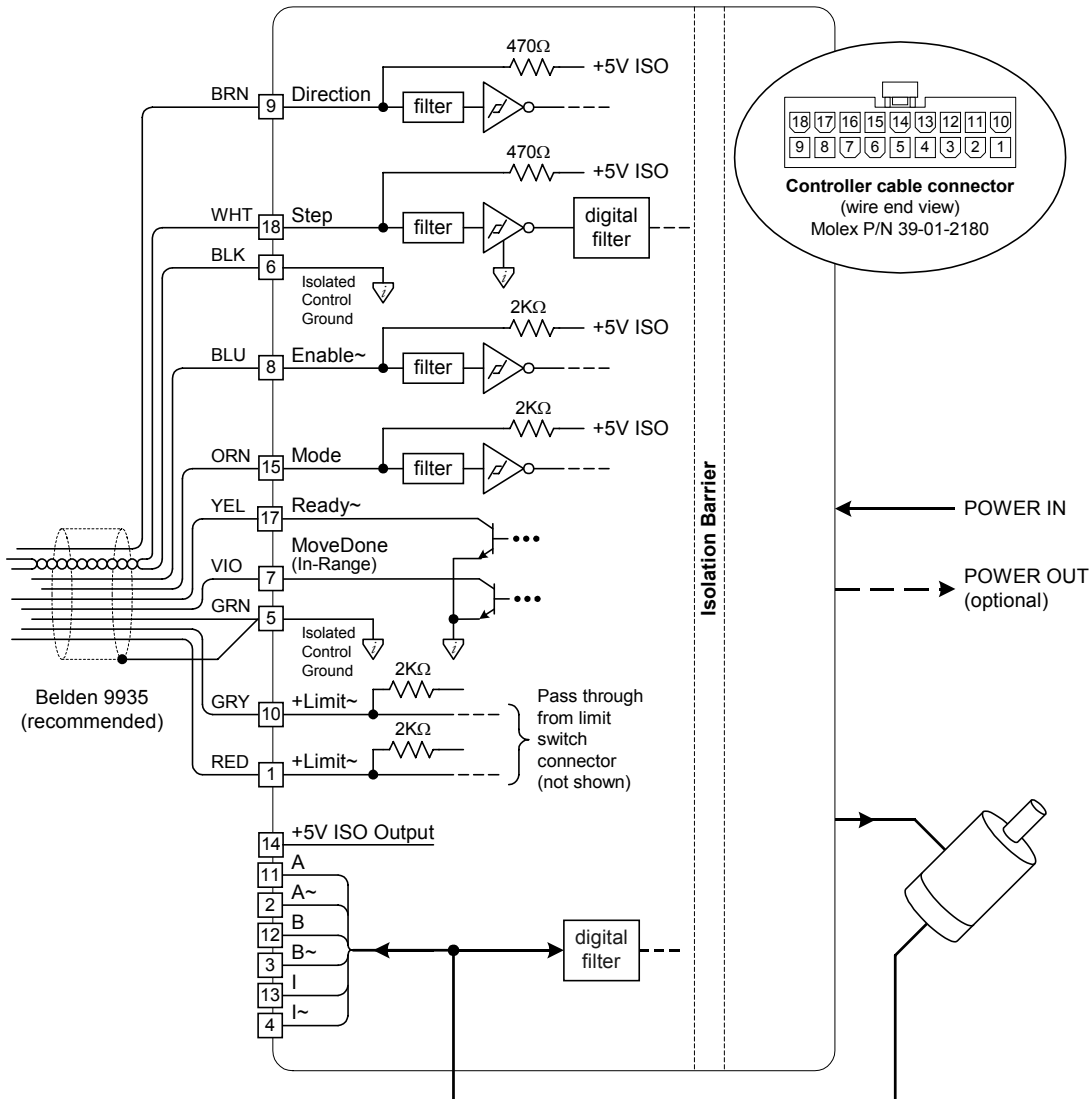 470Ω
+5V ISO
BRN 9 Direction
filter
470Ω
+5V ISO
WHT 18 Step
filter
digital
filter
BLK 6
Isolated
Control
Ground
i
i
2KΩ
+5V ISO
BLU 8 Enable~
filter
2KΩ
+5V ISO
ORN 15 Mode
filter
YEL 17 Ready~
VIO 7 MoveDone
(In-Range)
GRN 5
Isolated
Control
Ground
i
i
Belden 9935
(recommended)
2KΩ
GRY 10 +Limit~
2KΩ
RED 1 +Limit~
Pass through
from limit
switch
connector
(not shown)
14 +5V ISO Output
11 A
2 A~
12 B
3 B~
13 I
4 I~
digital
filter
Isolation Barrier
18 17 16 15 14 13 12 11 10
9 8 7 6 5 4 3 2 1
Controller cable connector
(wire end view)
Molex P/N 39-01-2180
POWER IN
POWER OUT
(optional)